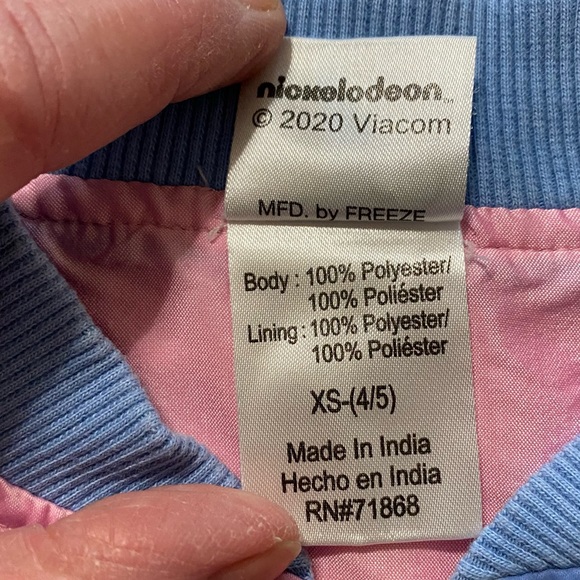 nickelodeon™
© 2020 Viacom
MFD. by FREEZE
Body : 100% Polyester/
100% Poliéster
Lining : 100% Polyester/
100% Poliéster
XS-(4/5)
Made In India
Hecho en India
RN#71868